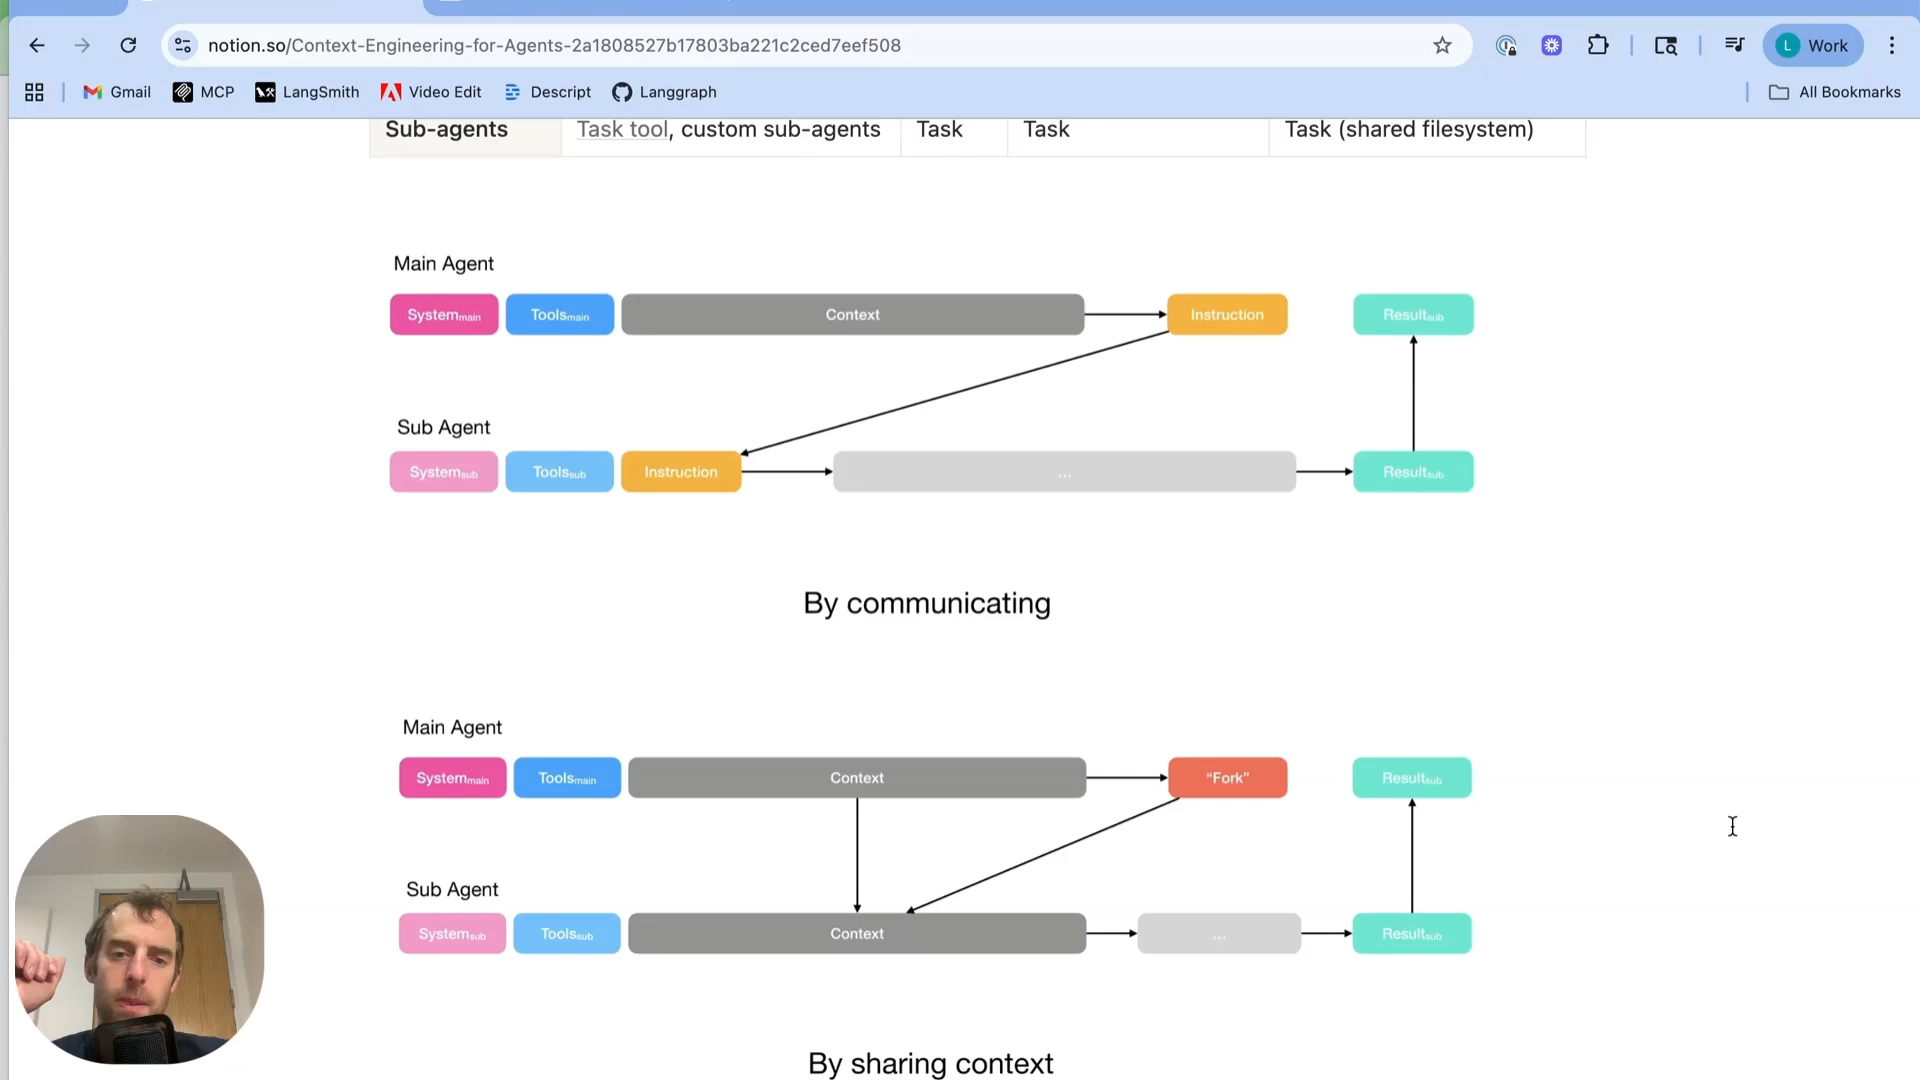 notion.so/Context-Engineering-for-Agents-2a1808527b17803ba221c2ced7eef508
L Work
Gmail MCP LangSmith Video Edit Descript Langgraph All Bookmarks
Sub-agents Task tool, custom sub-agents Task Task Task (shared filesystem)
Main Agent
Systemmain Toolsmain Context Instruction Resultsub
Sub Agent
Systemsub Toolssub Instruction ... Resultsub
By communicating
Main Agent
Systemmain Toolsmain Context “Fork” Resultsub
Sub Agent
Systemsub Toolssub Context ... Resultsub
By sharing context